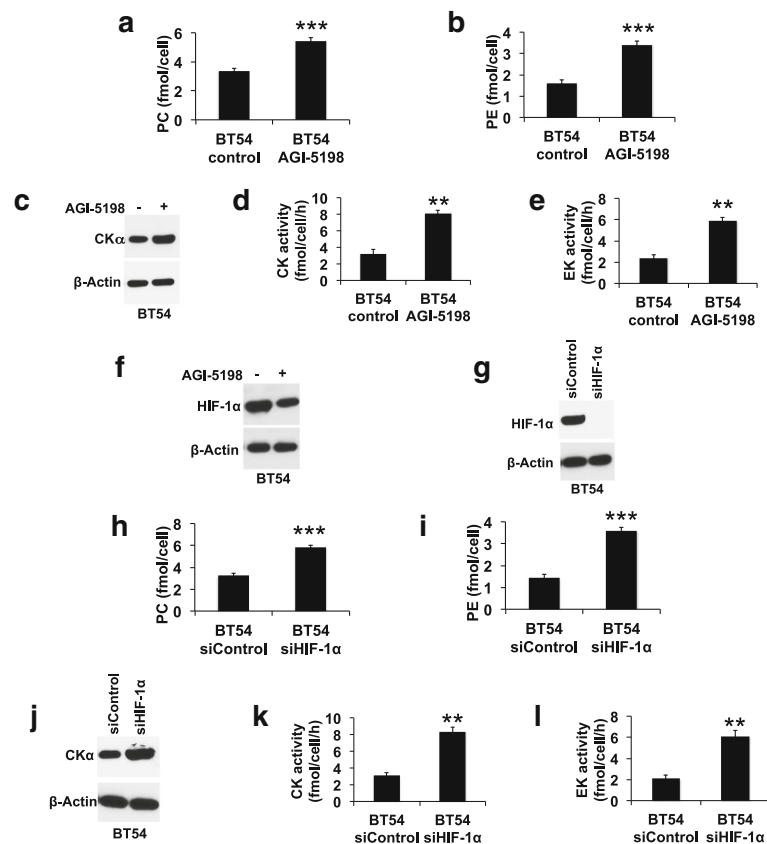 a
PC (fmol/cell)
6
4
2
0
***
BT54 control
BT54 AGI-5198
b
PE (fmol/cell)
4
3
2
1
0
***
BT54 control
BT54 AGI-5198
c
AGI-5198 - +
CKα
β-Actin
BT54
d
CK activity (fmol/cell/h)
10
8
6
4
2
0
**
BT54 control
BT54 AGI-5198
e
EK activity (fmol/cell/h)
8
6
4
2
0
**
BT54 control
BT54 AGI-5198
f
AGI-5198 - +
HIF-1α
β-Actin
BT54
g
siControl
siHIF-1α
HIF-1α
β-Actin
BT54
h
PC (fmol/cell)
8
6
4
2
0
***
BT54 siControl
BT54 siHIF-1α
i
PE (fmol/cell)
4
3
2
1
0
***
BT54 siControl
BT54 siHIF-1α
j
siControl
siHIF-1α
CKα
β-Actin
BT54
k
CK activity (fmol/cell/h)
10
8
6
4
2
0
**
BT54 siControl
BT54 siHIF-1α
l
EK activity (fmol/cell/h)
8
6
4
2
0
**
BT54 siControl
BT54 siHIF-1α